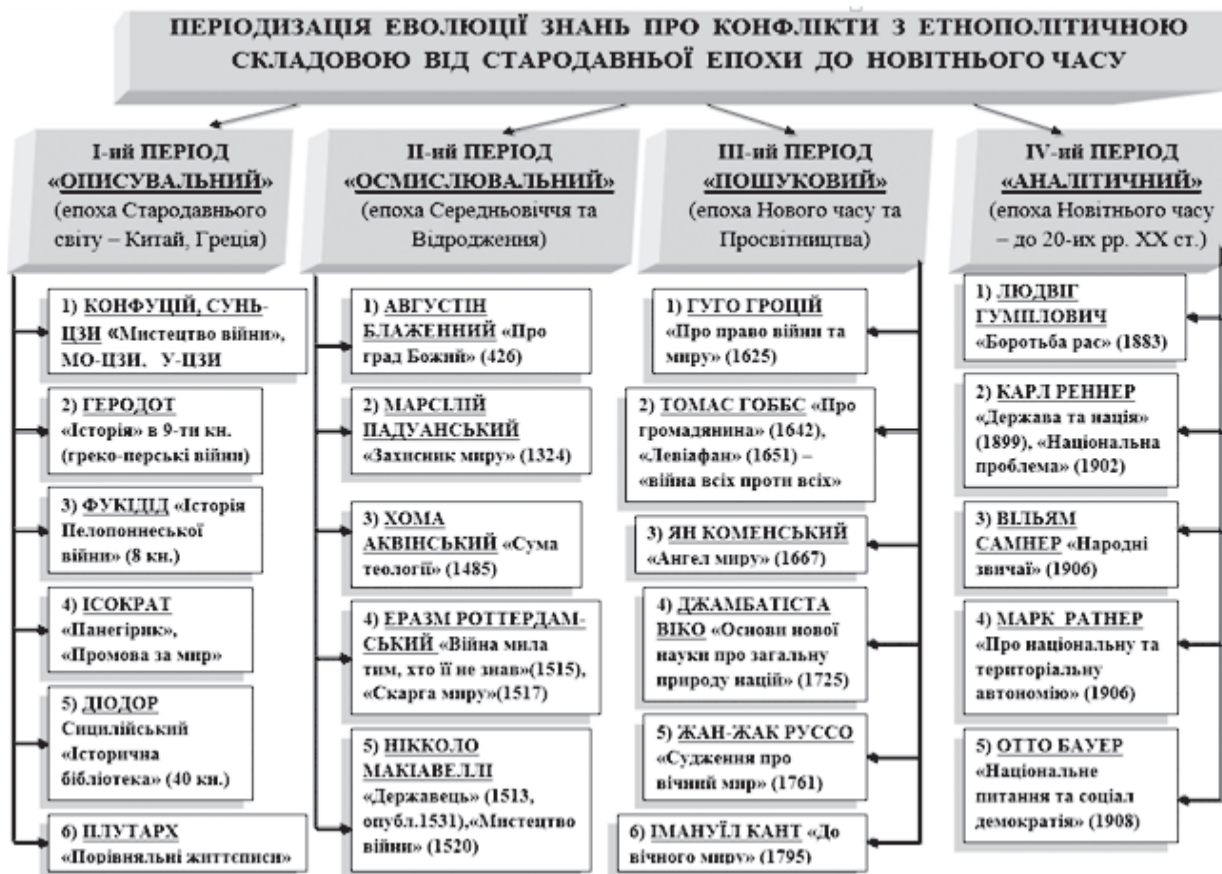 ПЕРІОДИЗАЦІЯ ЕВОЛЮЦІЇ ЗНАНЬ ПРО КОНФЛІКТИ З ЕТНОПОЛІТИЧНОЮ
СКЛАДОВОЮ ВІД СТАРОДАВНЬОЇ ЕПОХИ ДО НОВІТНЬОГО ЧАСУ
І-ий ПЕРІОД
«ОПИСУВАЛЬНИЙ»
(епоха Стародавнього
світу – Китай, Греція)
1) КОНФУЦІЙ, СУНЬ-
ЦЗИ «Мистецтво війни»,
МО-ЦЗИ, У-ЦЗИ
2) ГЕРОДОТ
«Історія» в 9-ти кн.
(греко-перські війни)
3) ФУКІДІД «Історія
Пелопоннеської
війни» (8 кн.)
4) ІСОКРАТ
«Панегірик»,
«Промова за мир»
5) ДІОДОР
Сицилійський
«Історична
бібліотека» (40 кн.)
6) ПЛУТАРХ
«Порівняльні життєписи»
ІІ-ий ПЕРІОД
«ОСМИСЛЮВАЛЬНИЙ»
(епоха Середньовіччя та
Відродження)
1) АВГУСТІН
БЛАЖЕННИЙ «Про
град Божий» (426)
2) МАРСІЛІЙ
ПАДУАНСЬКИЙ
«Захисник миру» (1324)
3) ХОМА
АКВІНСЬКИЙ «Сума
теології» (1485)
4) ЕРАЗМ РОТТЕРДАМ-
СЬКИЙ «Війна мила
тим, хто її не знав»(1515),
«Скарга миру»(1517)
5) НІККОЛО
МАКІАВЕЛЛІ
«Державець» (1513,
опубл.1531),«Мистецтво
війни» (1520)
ІІІ-ий ПЕРІОД
«ПОШУКОВИЙ»
(епоха Нового часу та
Просвітництва)
1) ГУГО ГРОЦІЙ
«Про право війни та
миру» (1625)
2) ТОМАС ГОББС «Про
громадянина» (1642),
«Левіафан» (1651) –
«війна всіх проти всіх»
3) ЯН КОМЕНСЬКИЙ
«Ангел миру» (1667)
4) ДЖАМБАТІСТА
ВІКО «Основи нової
науки про загальну
природу націй» (1725)
5) ЖАН-ЖАК РУССО
«Судження про
вічний мир» (1761)
6) ІМАНУЇЛ КАНТ «До
вічного миру» (1795)
IV-ий ПЕРІОД
«АНАЛІТИЧНИЙ»
(епоха Новітнього часу
– до 20-их рр. ХХ ст.)
1) ЛЮДВІГ
ГУМПЛОВИЧ
«Боротьба рас» (1883)
2) КАРЛ РЕННЕР
«Держава та нація»
(1899), «Національна
проблема» (1902)
3) ВІЛЬЯМ
САМНЕР «Народні
звичаї» (1906)
4) МАРК РАТНЕР
«Про національну та
територіальну
автономію» (1906)
5) ОТТО БАУЕР
«Національне
питання та соціал
демократія» (1908)